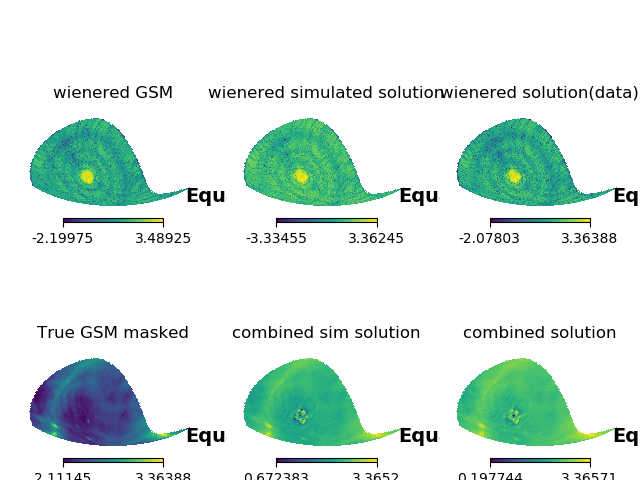 wienered GSM
wienered simulated solution
wienered solution(data)
Equ
Equ
Eq
-2.19975 3.48925
-3.33455 3.36245
-2.07803 3.36388
True GSM masked
combined sim solution
combined solution
Equ
Equ
Eq
2.11145 3.36388
0.672383 3.3652
0.197744 3.36571